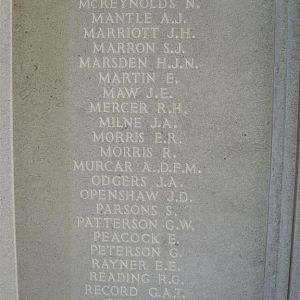 McREYNOLDS N.
MANTLE A.J.
MARRIOTT J.H.
MARRON S.J.
MARSDEN H.J.N.
MARTIN E.
MAW J.E.
MERCER R.H.
MILNE J.A.
MORRIS E.R.
MORRIS R.
MURCAR A., D.F.M.
ODGERS J.A.
OPENSHAW J.D.
PARSONS S.
PATTERSON G.W.
PEACOCK E.
PETERSON G.
RAYNER E.E.
READING R.G.
RECORD G.A.T.